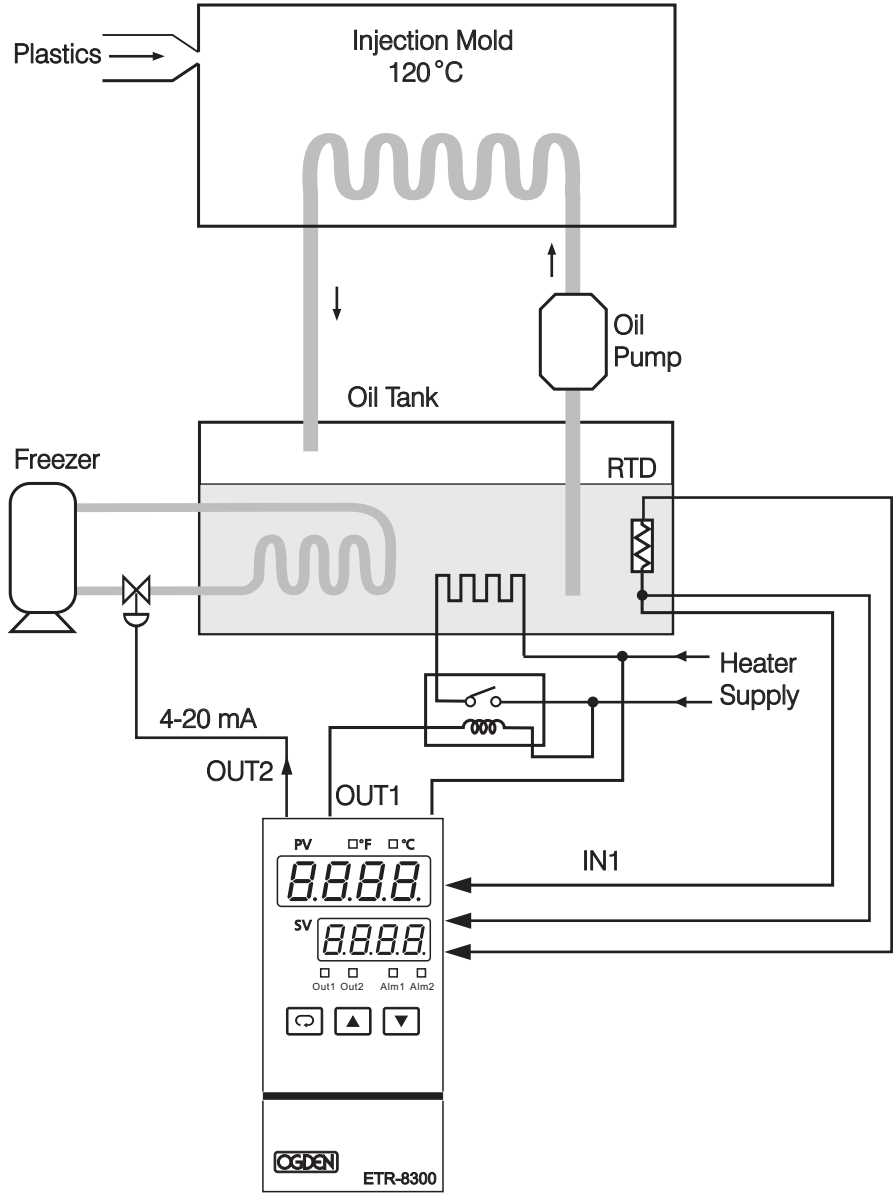 Plastics
Injection Mold
120°C
Oil
Pump
Oil Tank
Freezer
RTD
Heater
Supply
4-20 mA
OUT2
OUT1
IN1
PV °F °C
8.8.8.8.
SV
8.8.8.8.
Out1 Out2 Alm1 Alm2
OGDEN
ETR-8300